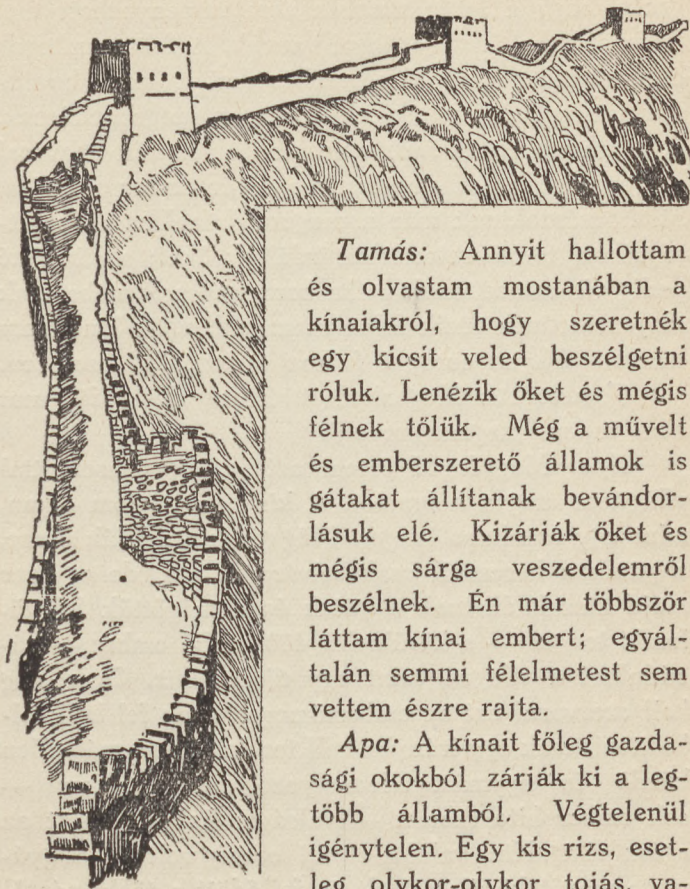 Tamás: Annyit hallottam
és olvastam mostanában a
kínaiakról, hogy szeretnék
egy kicsit veled beszélgetni
róluk. Lenézik őket és mégis
félnek tőlük. Még a művelt
és emberszerető államok is
gátakat állítanak bevándor-
lásuk elé. Kizárják őket és
mégis sárga veszedelemről
beszélnek. Én már többször
láttam kínai embert; egyál-
talán semmi félelmetest sem
vettem észre rajta.
Apa: A kínait főleg gazda-
sági okokból zárják ki a leg-
több államból. Végtelenül
igénytelen. Egy kis rizs, eset-
leg olykor-olykor tojás, va-